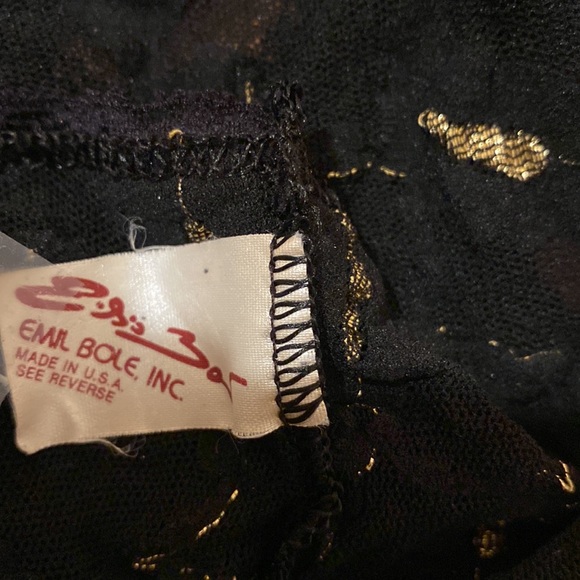 EMIL BOLE, INC.
MADE IN U.S.A.
SEE REVERSE